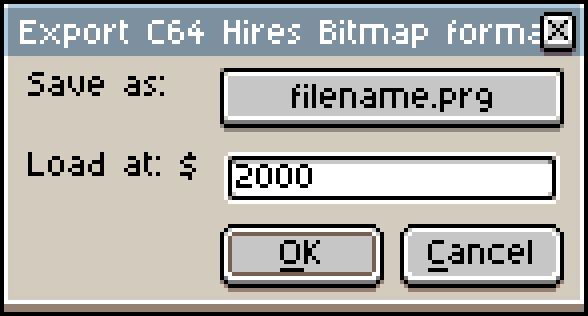 Export C64 Hires Bitmap forma
Save as:
filename.prg
Load at: $
2000
OK
Cancel